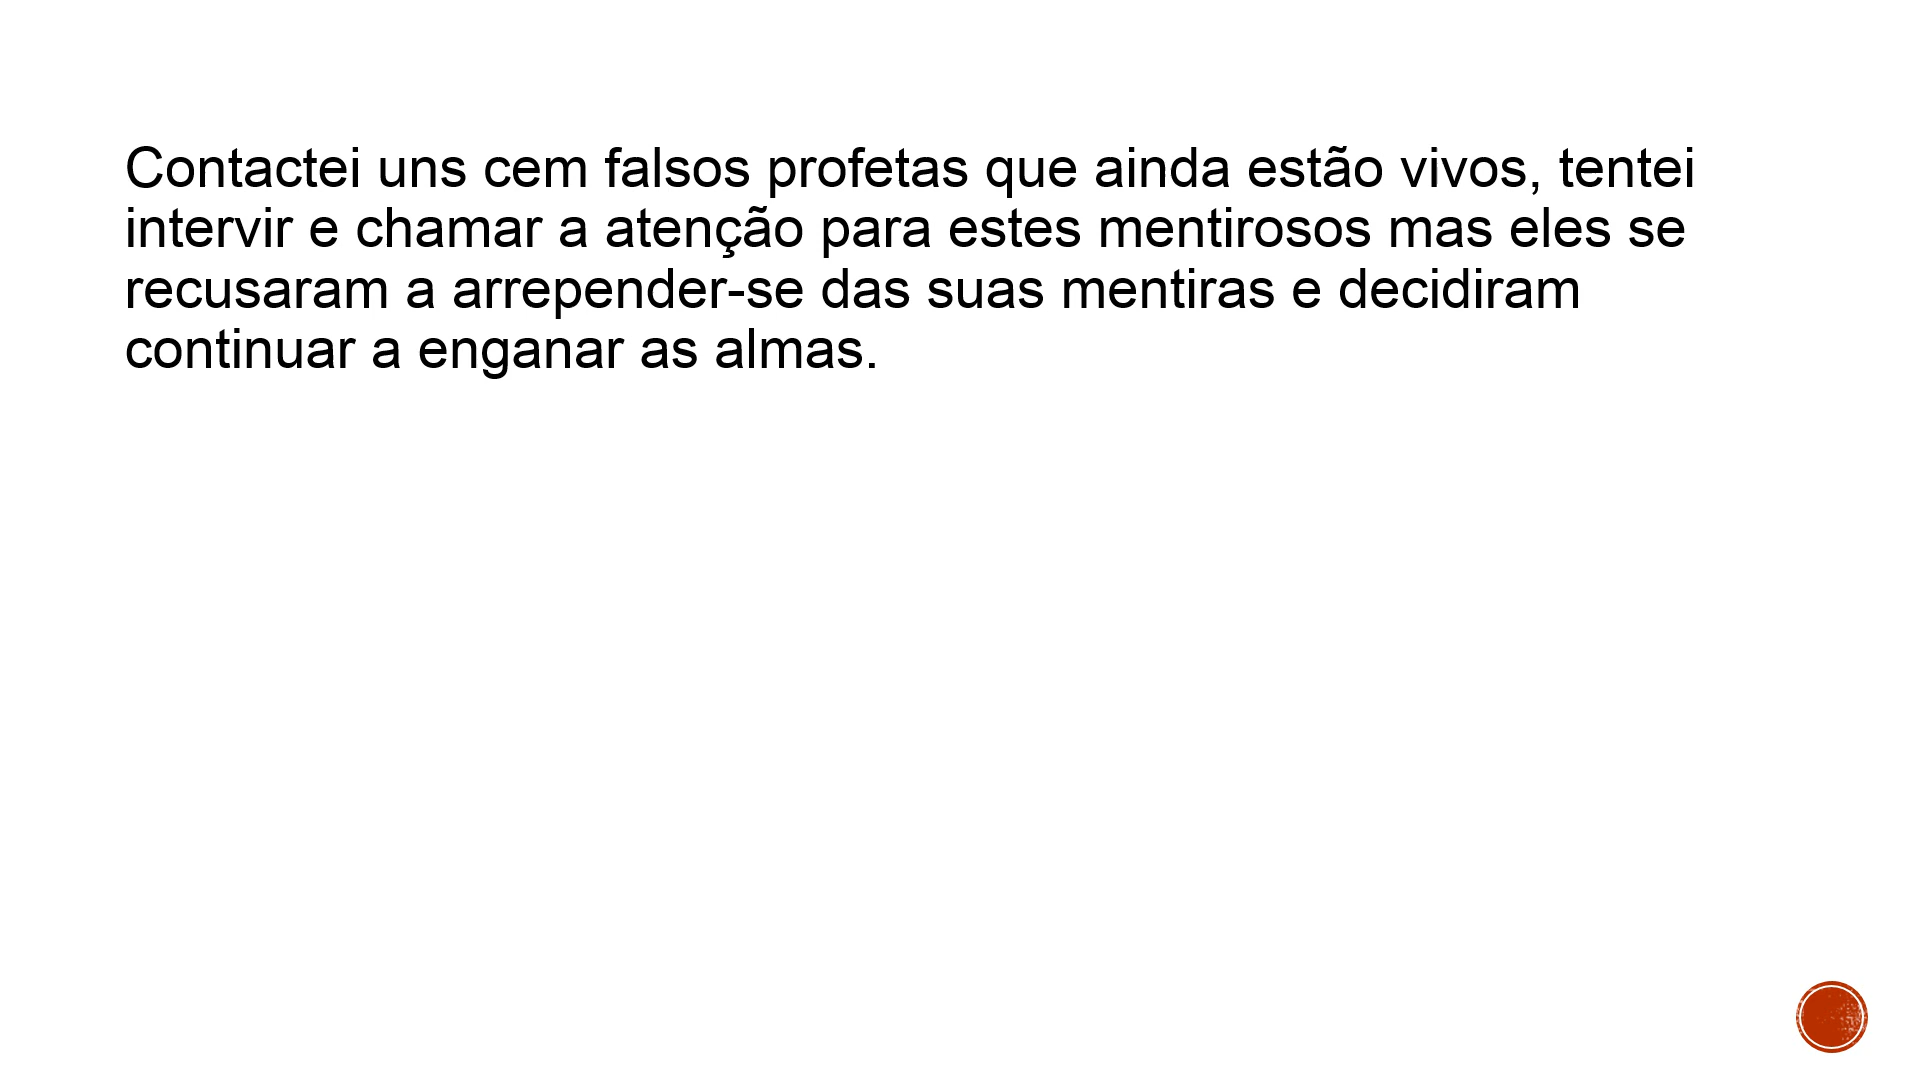 Contactei uns cem falsos profetas que ainda estão vivos, tentei
intervir e chamar a atenção para estes mentirosos mas eles se
recusaram a arrepender-se das suas mentiras e decidiram
continuar a enganar as almas.